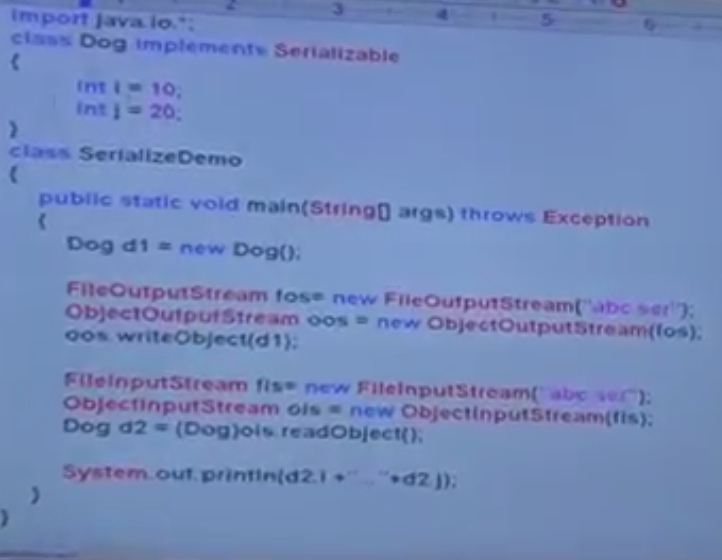 2 3 4 5 6
import java.io.*;
class Dog implements Serializable
{
int i = 10;
int j = 20;
}
class SerializeDemo
{
public static void main(String[] args) throws Exception
{
Dog d1 = new Dog();
FileOutputStream fos= new FileOutputStream("abc.ser");
ObjectOutputStream oos = new ObjectOutputStream(fos);
oos.writeObject(d1);
FileInputStream fis= new FileInputStream("abc.ser");
ObjectInputStream ois = new ObjectInputStream(fis);
Dog d2 = (Dog)ois.readObject();
System.out.println(d2.i +"..."+d2.j);
}
}